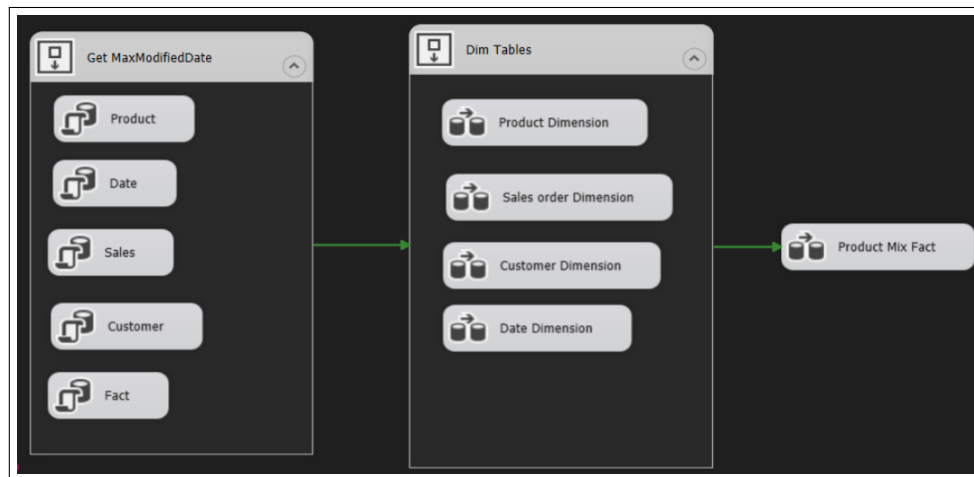 Get MaxModifiedDate
Product
Date
Sales
Customer
Fact
Dim Tables
Product Dimension
Sales order Dimension
Customer Dimension
Date Dimension
Product Mix Fact